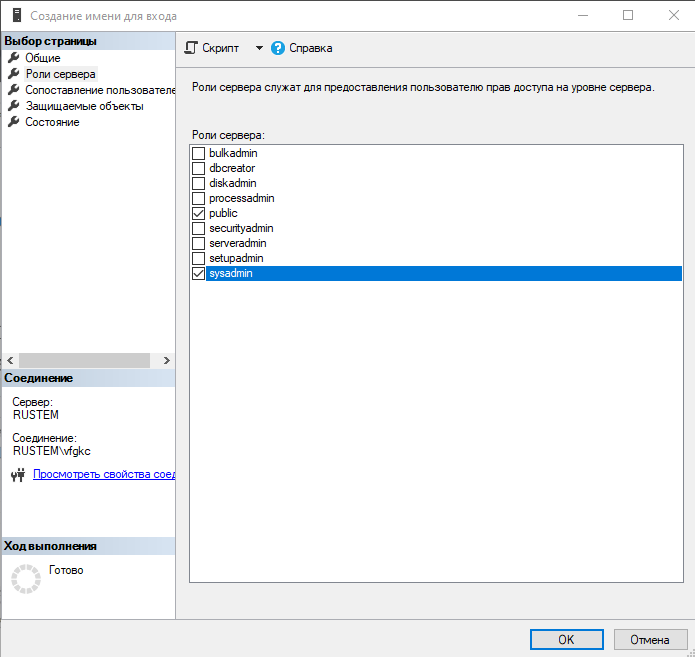 Создание имени для входа
Выбор страницы
Общие
Роли сервера
Сопоставление пользователе
Защищаемые объекты
Состояние
Скрипт
Справка
Роли сервера служат для предоставления пользователю прав доступа на уровне сервера.
Роли сервера:
bulkadmin
dbcreator
diskadmin
processadmin
public
securityadmin
serveradmin
setupadmin
sysadmin
Соединение
Сервер:
RUSTEM
Соединение:
RUSTEM\vfgkc
Просмотреть свойства соед
Ход выполнения
Готово
OK
Отмена